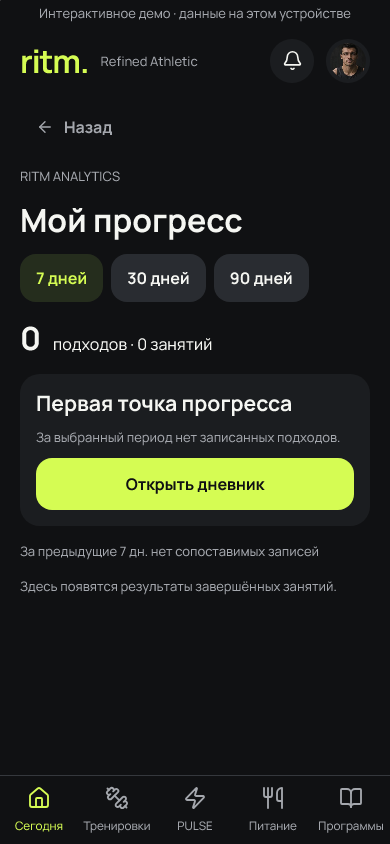 Интерактивное демо · данные на этом устройстве
ritm. Refined Athletic
Назад
RITM ANALYTICS
Мой прогресс
7 дней 30 дней 90 дней
0 подходов · 0 занятий
Первая точка прогресса
За выбранный период нет записанных подходов.
Открыть дневник
За предыдущие 7 дн. нет сопоставимых записей
Здесь появятся результаты завершённых занятий.
Сегодня Тренировки PULSE Питание Программы